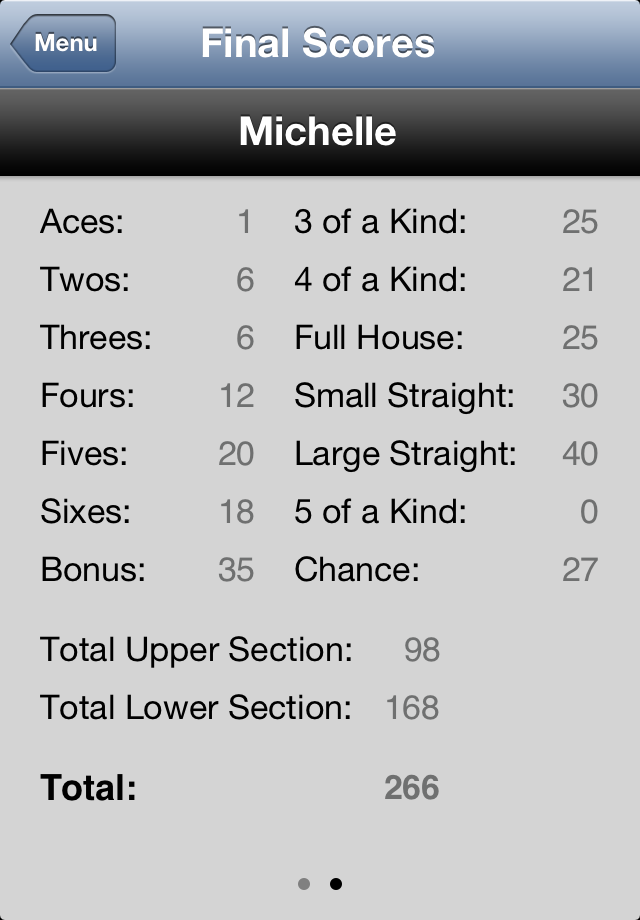 Menu
Final Scores
Michelle
Aces: 1 3 of a Kind: 25
Twos: 6 4 of a Kind: 21
Threes: 6 Full House: 25
Fours: 12 Small Straight: 30
Fives: 20 Large Straight: 40
Sixes: 18 5 of a Kind: 0
Bonus: 35 Chance: 27
Total Upper Section: 98
Total Lower Section: 168
Total: 266